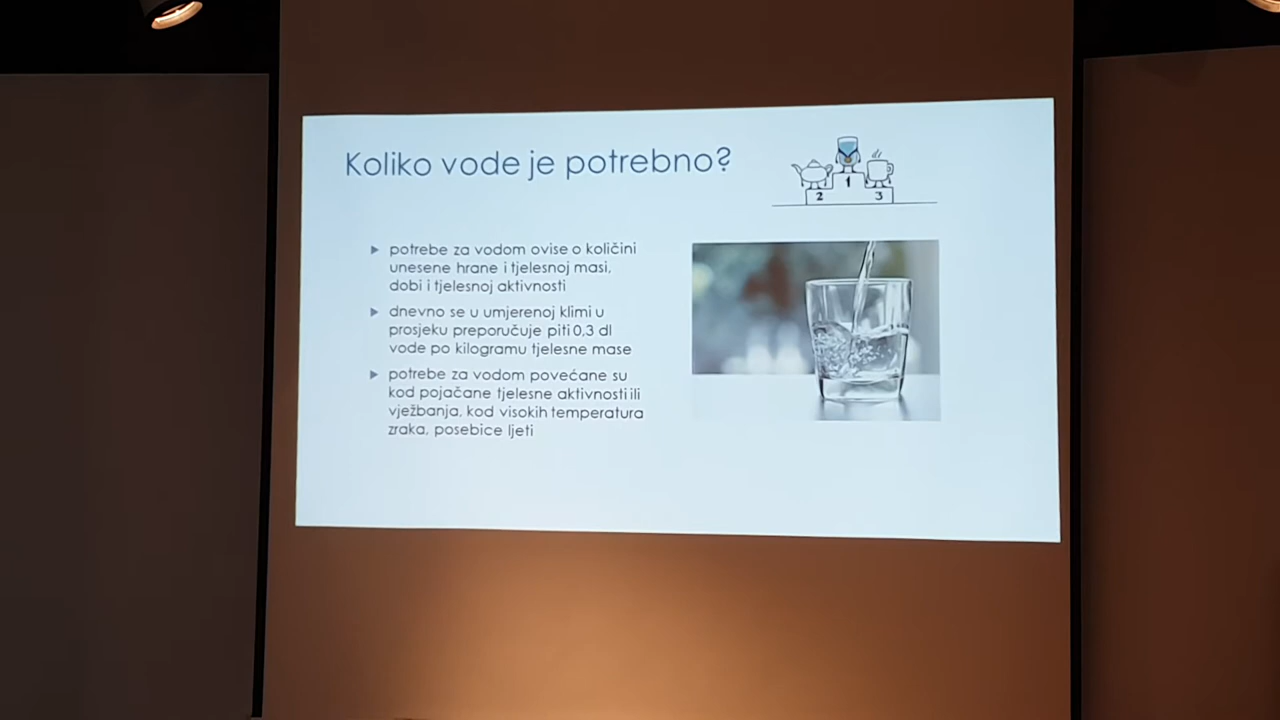 Koliko vode je potrebno?
1
2
3
potrebe za vodom ovise o količini
unesene hrane i tjelesnoj masi,
dobi i tjelesnoj aktivnosti
dnevno se u umjerenoj klimi u
prosjeku preporučuje piti 0,3 dl
vode po kilogramu tjelesne mase
potrebe za vodom povećane su
kod pojačane tjelesne aktivnosti ili
vježbanja, kod visokih temperatura
zraka, posebice ljeti